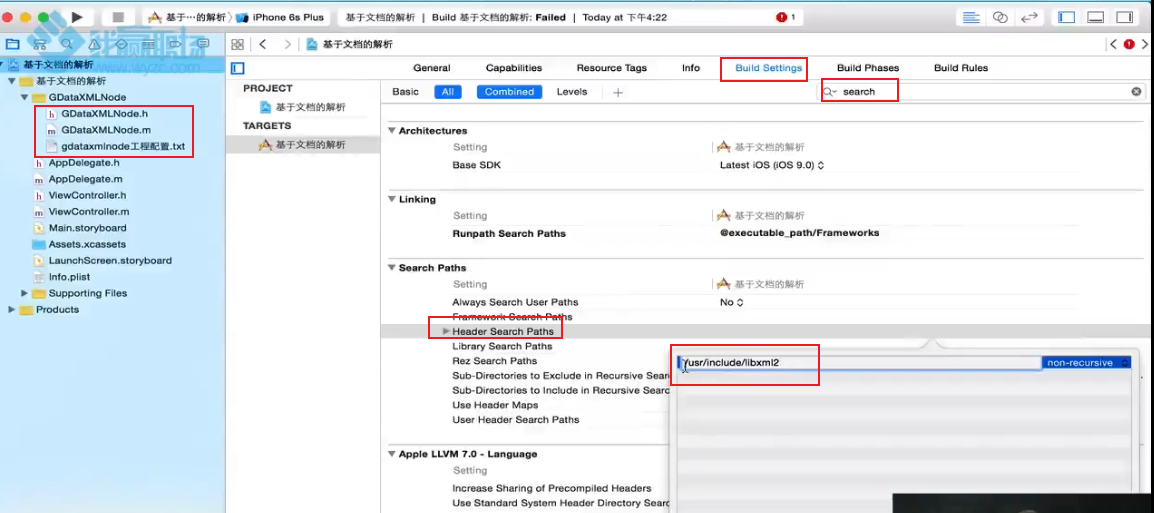 基于···的解析 〉 iPhone 6s Plus
基于文档的解析 | Build 基于文档的解析: Failed | Today at 下午4:22
1
我赢职场
www.wyzc.com
基于文档的解析
基于文档的解析
GDataXMLNode
GDataXMLNode.h
GDataXMLNode.m
gdataxmlnode工程配置.txt
AppDelegate.h
AppDelegate.m
ViewController.h
ViewController.m
Main.storyboard
Assets.xcassets
LaunchScreen.storyboard
Info.plist
Supporting Files
Products
基于文档的解析
General Capabilities Resource Tags Info Build Settings Build Phases Build Rules
PROJECT
基于文档的解析
TARGETS
基于文档的解析
Basic All Combined Levels +
search
Architectures
Setting 基于文档的解析
Base SDK Latest iOS (iOS 9.0)
Linking
Setting 基于文档的解析
Runpath Search Paths @executable_path/Frameworks
Search Paths
Setting 基于文档的解析
Always Search User Paths No
Framework Search Paths
Header Search Paths
Library Search Paths
Rez Search Paths
Sub-Directories to Exclude in Recursive Sear
Sub-Directories to Include in Recursive Searc
Use Header Maps
User Header Search Paths
/usr/include/libxml2 non-recursive
Apple LLVM 7.0 - Language
Setting
Increase Sharing of Precompiled Headers
Use Standard System Header Directory Sear